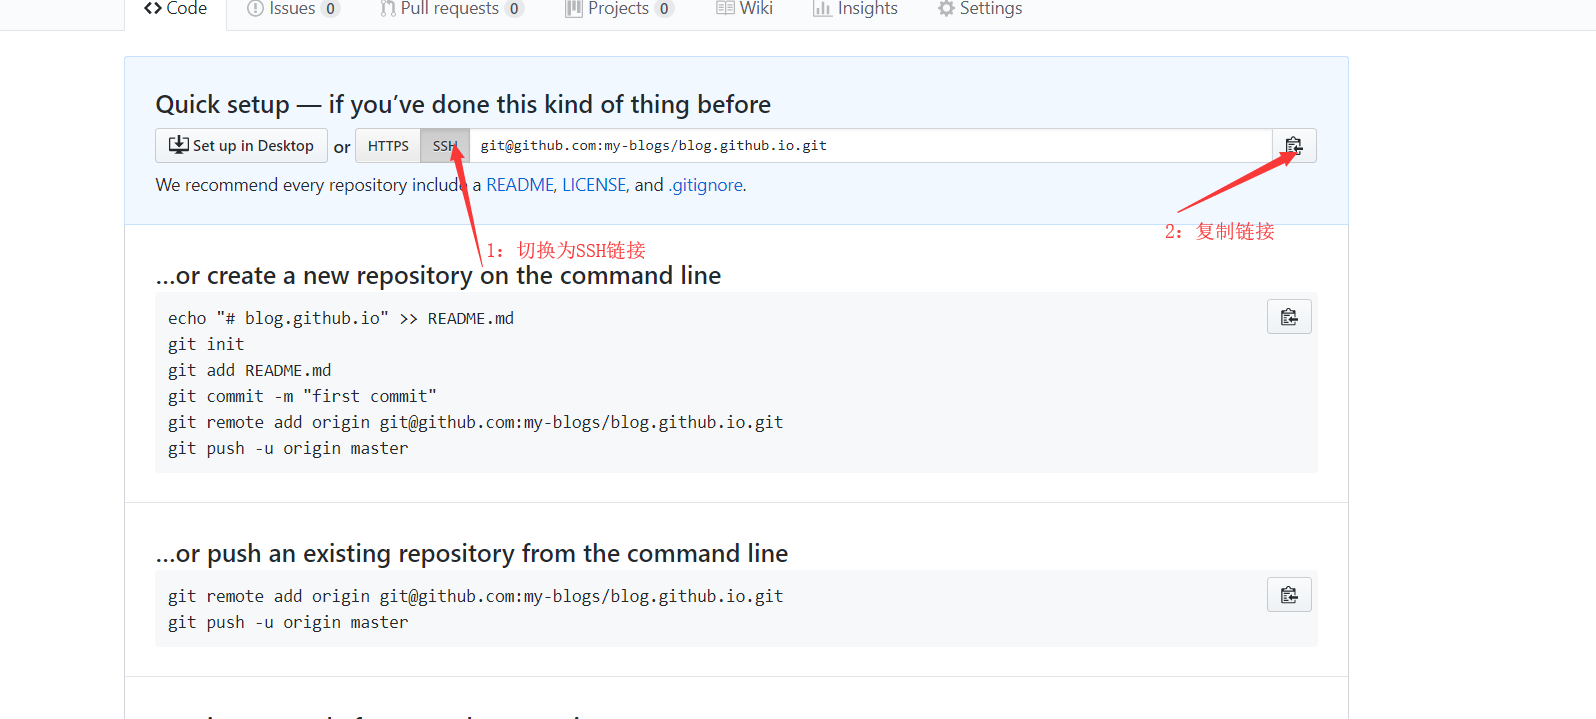 Code Issues 0 Pull requests 0 Projects 0 Wiki Insights Settings
Quick setup — if you’ve done this kind of thing before
Set up in Desktop or HTTPS SSH git@github.com:my-blogs/blog.github.io.git
We recommend every repository include a README, LICENSE, and .gitignore.
2：复制链接
1：切换为SSH链接
…or create a new repository on the command line
echo "# blog.github.io" >> README.md
git init
git add README.md
git commit -m "first commit"
git remote add origin git@github.com:my-blogs/blog.github.io.git
git push -u origin master
…or push an existing repository from the command line
git remote add origin git@github.com:my-blogs/blog.github.io.git
git push -u origin master